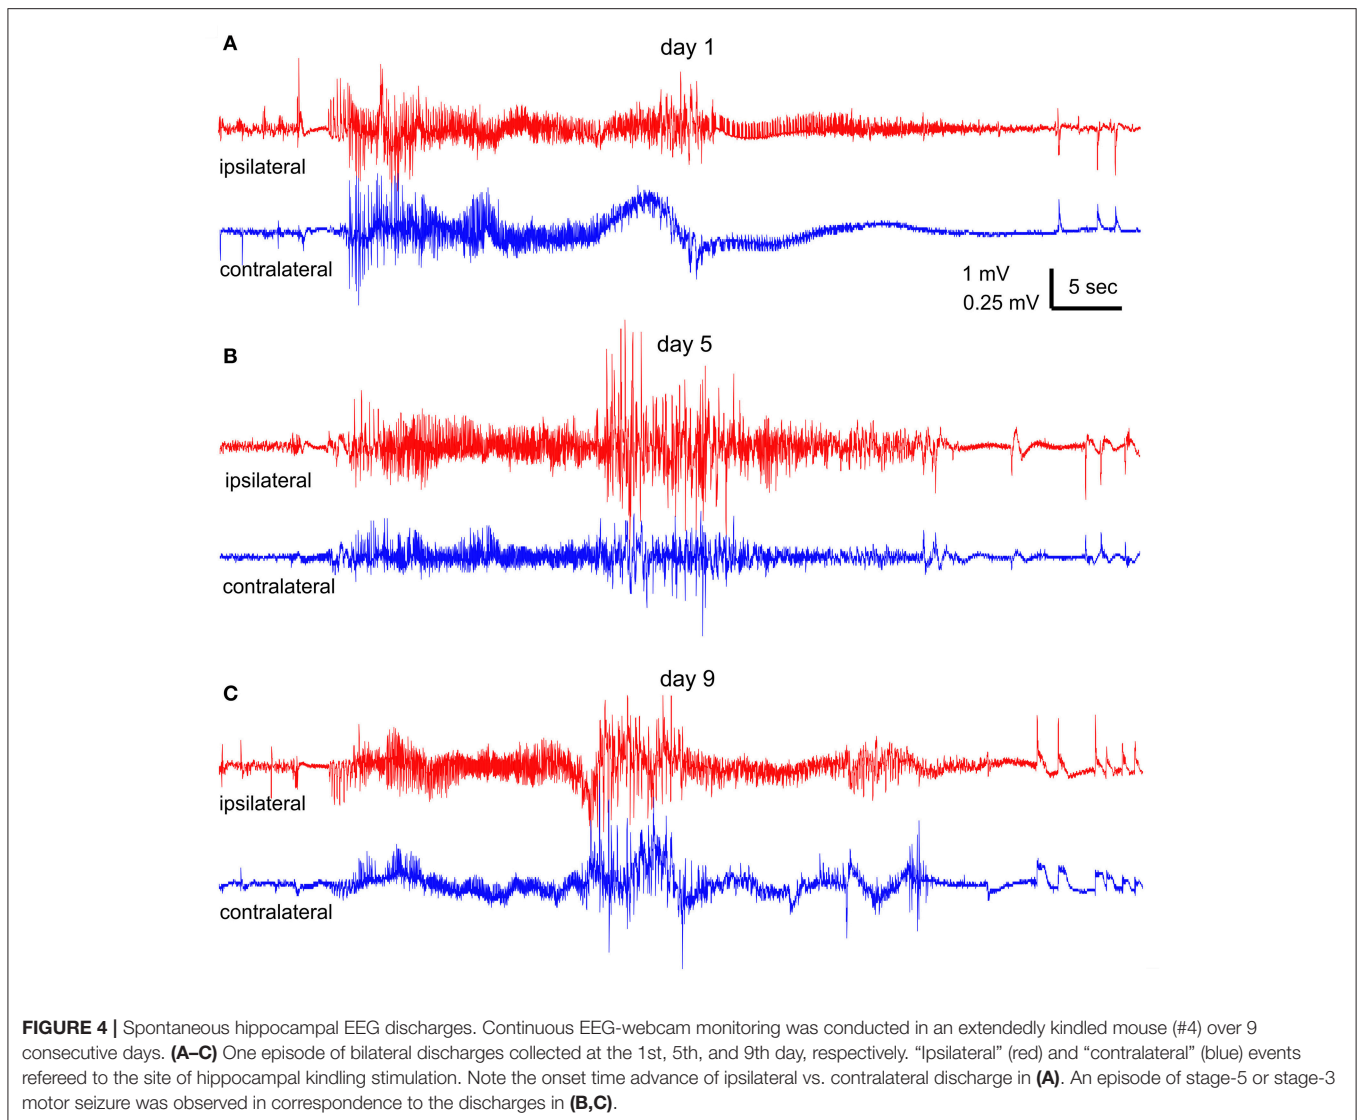 A
day 1
ipsilateral
contralateral
1 mV
0.25 mV
5 sec
B
day 5
ipsilateral
contralateral
C
day 9
ipsilateral
contralateral
FIGURE 4 | Spontaneous hippocampal EEG discharges. Continuous EEG-webcam monitoring was conducted in an extendedly kindled mouse (#4) over 9
consecutive days. (A–C) One episode of bilateral discharges collected at the 1st, 5th, and 9th day, respectively. “Ipsilateral” (red) and “contralateral” (blue) events
refereed to the site of hippocampal kindling stimulation. Note the onset time advance of ipsilateral vs. contralateral discharge in (A). An episode of stage-5 or stage-3
motor seizure was observed in correspondence to the discharges in (B,C).